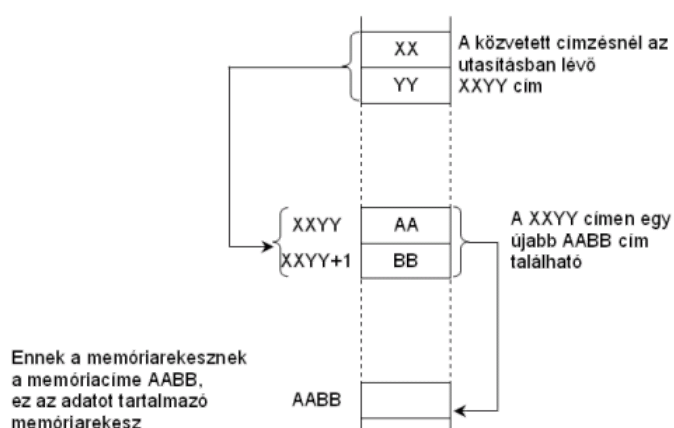 XX
YY
A közvetett címzésnél az
utasításban lévő
XXYY cím
XXYY
AA
XXYY+1
BB
A XXYY címen egy
újabb AABB cím
található
Ennek a memóriarekesznek
a memóriacíme AABB,
ez az adatot tartalmazó
memóriarekesz
AABB